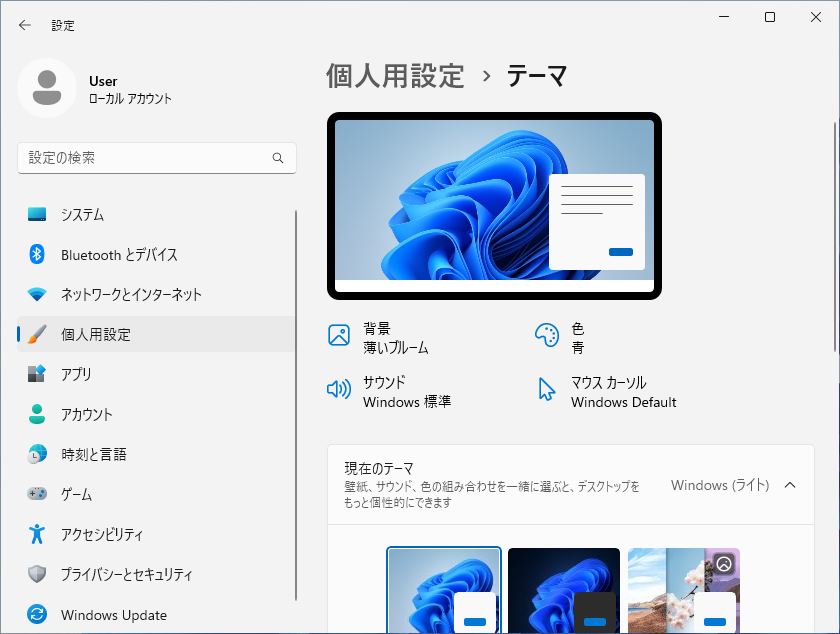 設定
User
ローカル アカウント
設定の検索
システム
Bluetooth とデバイス
ネットワークとインターネット
個人用設定
アプリ
アカウント
時刻と言語
ゲーム
アクセシビリティ
プライバシーとセキュリティ
Windows Update
個人用設定 › テーマ
背景
薄いブルーム
色
青
サウンド
Windows 標準
マウス カーソル
Windows Default
現在のテーマ
壁紙、サウンド、色の組み合わせを一緒に選ぶと、デスクトップを
もっと個性的にできます
Windows (ライト)